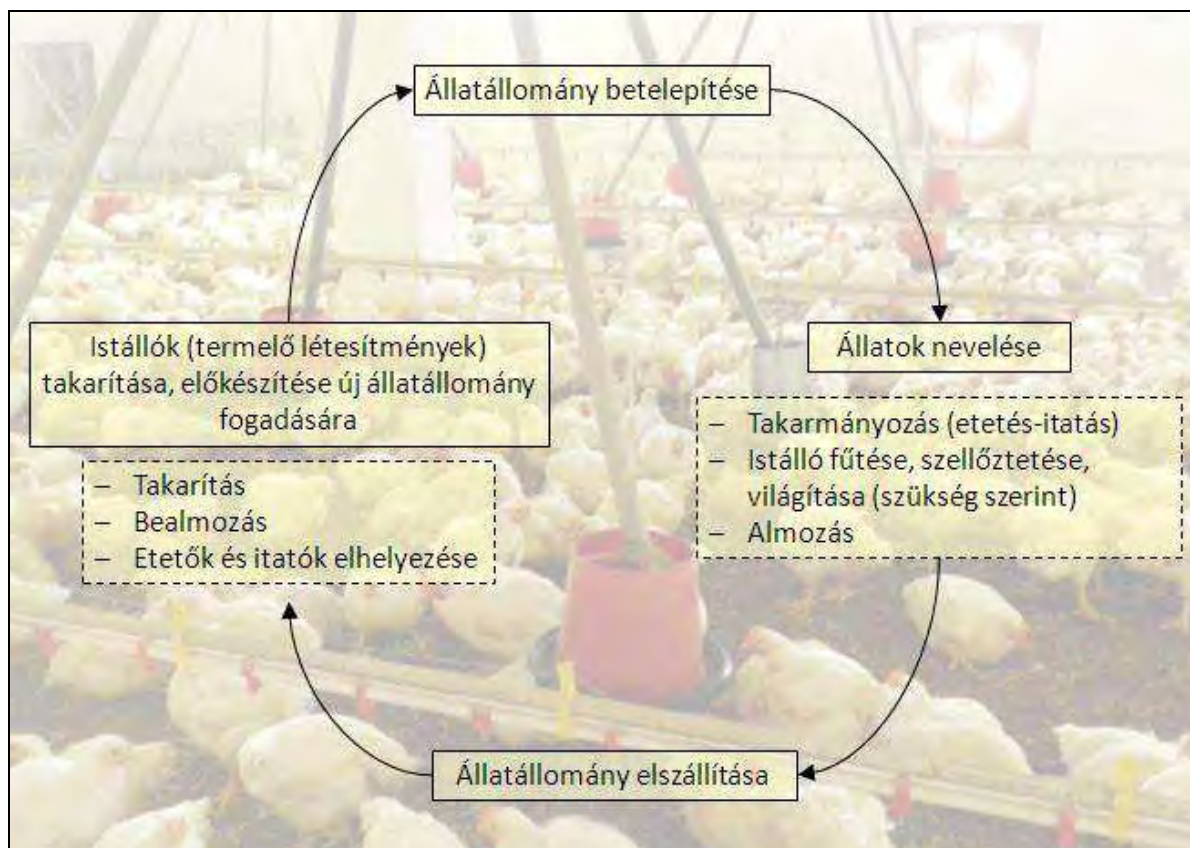 Állatállomány betelepítése
Állatok nevelése
– Takarmányozás (etetés-itatás)
– Istálló fűtése, szellőztetése,
világítása (szükség szerint)
– Almozás
Állatállomány elszállítása
Istállók (termelő létesítmények)
takarítása, előkészítése új állatállomány
fogadására
– Takarítás
– Bealmozás
– Etetők és itatók elhelyezése